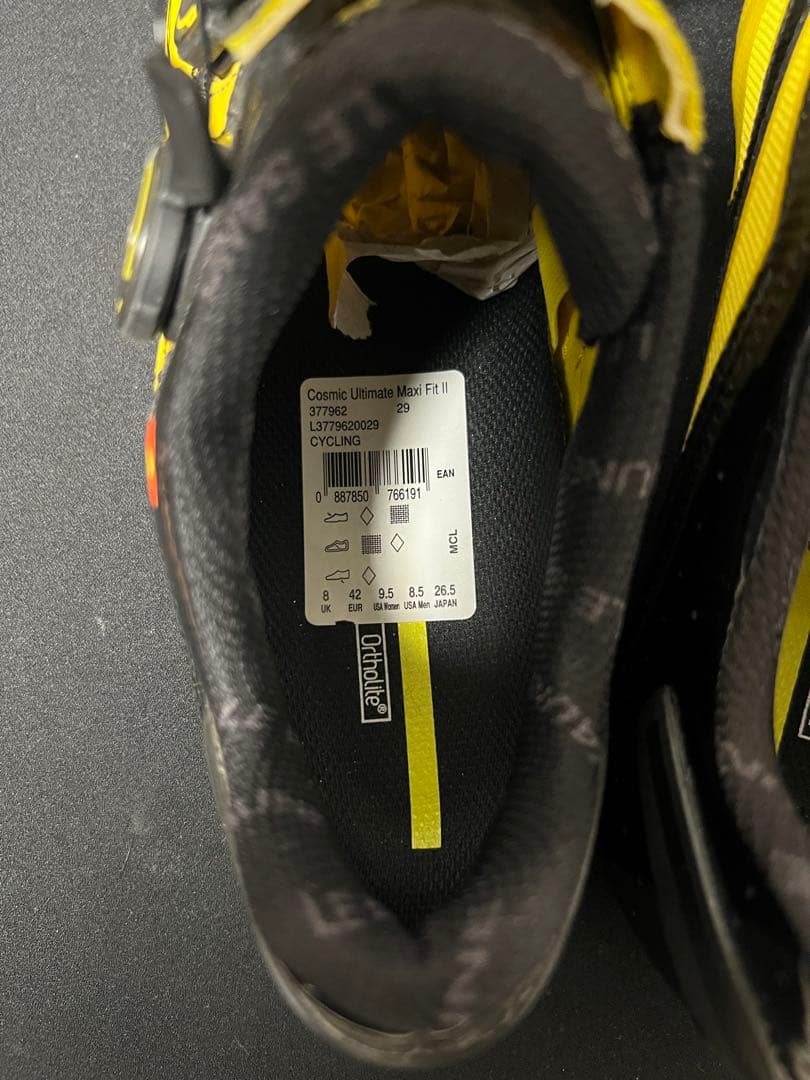 Cosmic Ultimate Maxi Fit II
377962 29
L3779620029
CYCLING
EAN
0 887850 766191
MCL
8 42 9.5 8.5 26.5
UK EUR USA Women USA Men JAPAN
Ortholite®